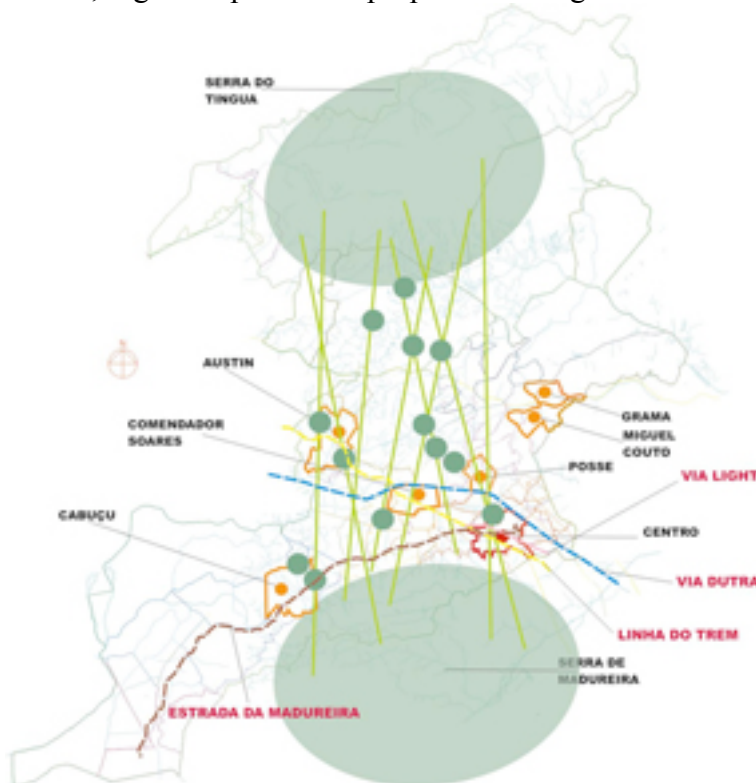 SERRA DO
TINGUA
N
AUSTIN
COMENDADOR
SOARES
GRAMA
MIGUEL
COUTO
POSSE
VIA LIGHT
CABUÇU
CENTRO
VIA DUTRA
LINHA DO TREM
SERRA DE
MADUREIRA
ESTRADA DA MADUREIRA